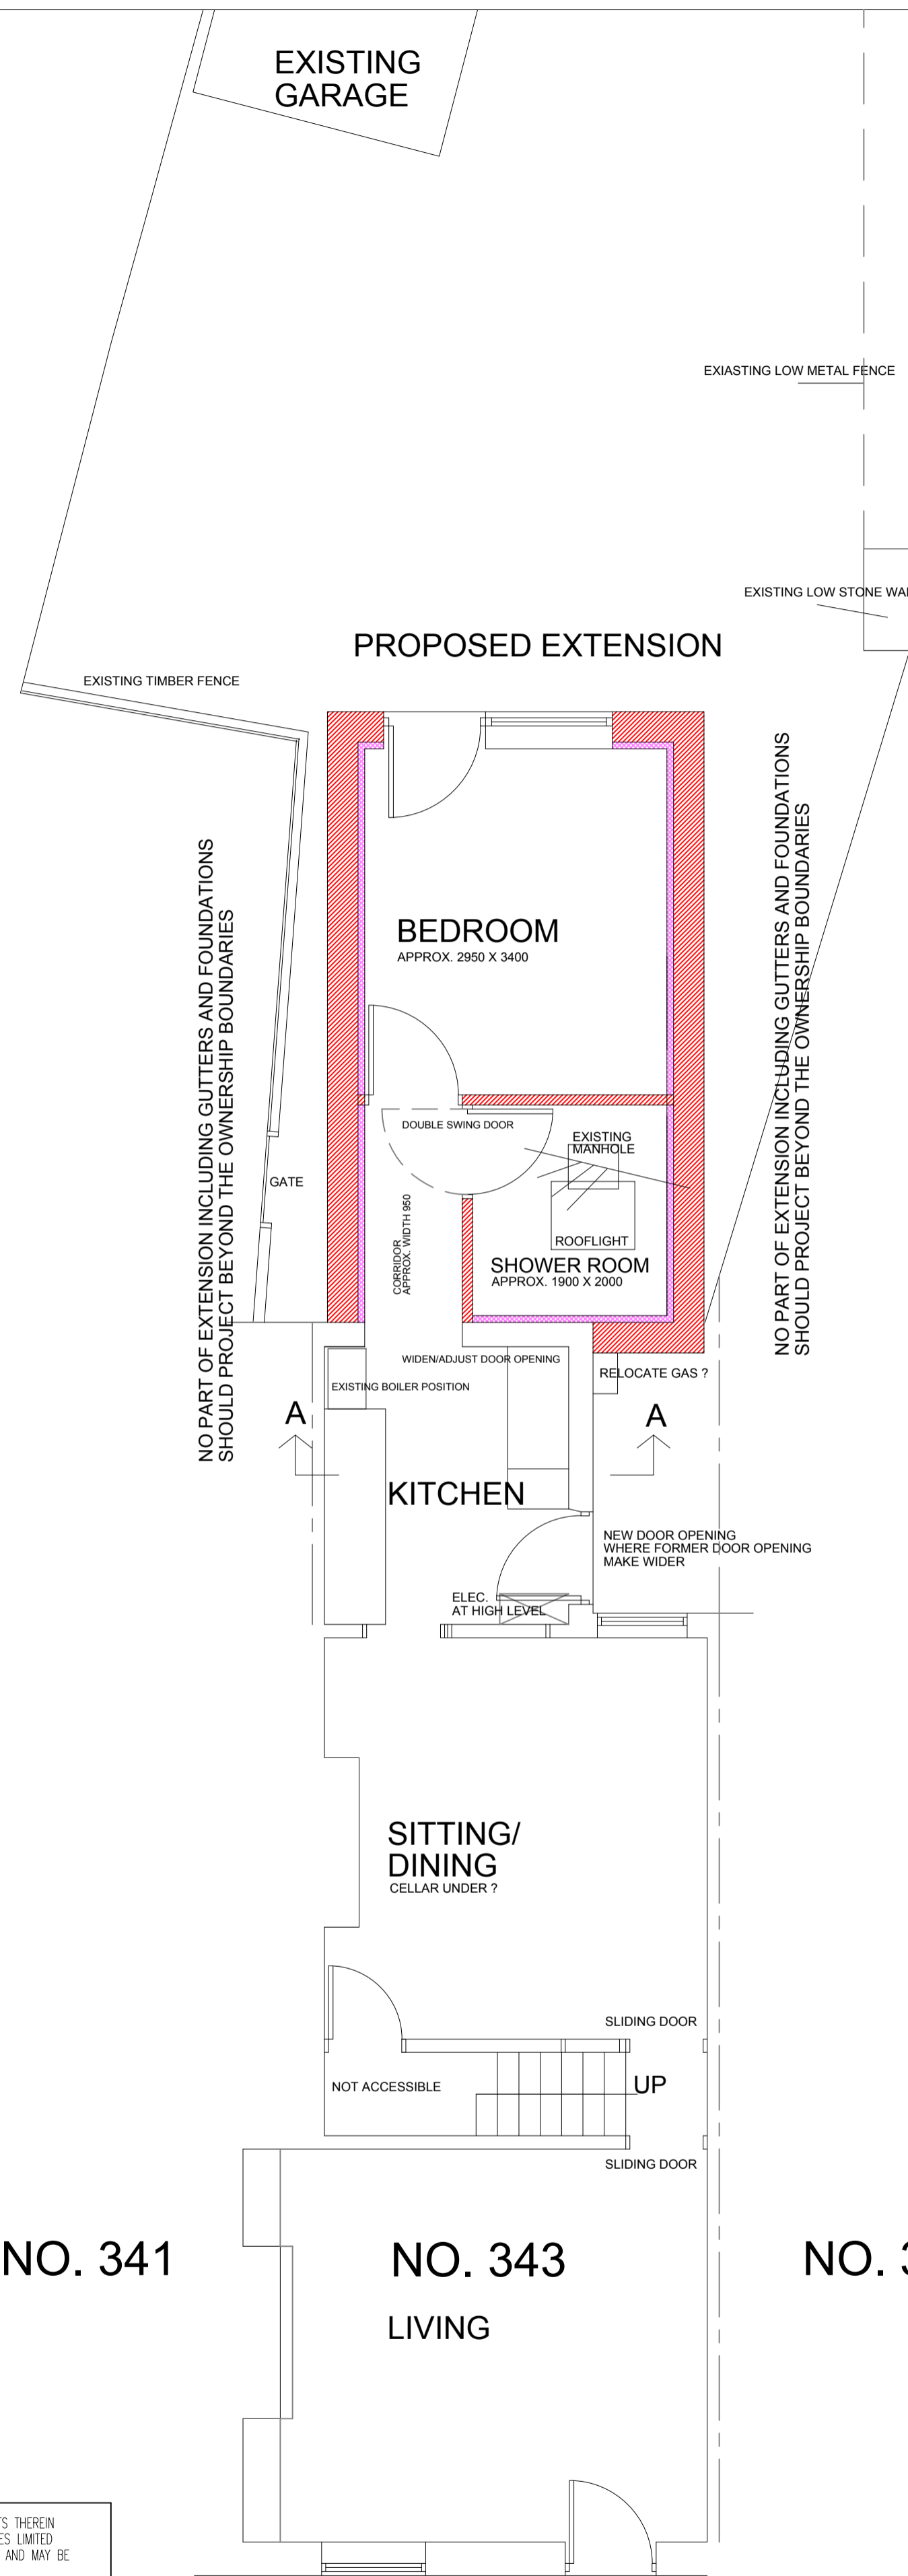 EXISTING
GARAGE
EXIASTING LOW METAL FENCE
EXISTING LOW STONE
PROPOSED EXTENSION
EXISTING TIMBER FENCE
NO PART OF EXTENSION INCLUDING GUTTERS AND FOUNDATIONS
SHOULD PROJECT BEYOND THE OWNERSHIP BOUNDARIES
NO PART OF EXTENSION INCLUDING GUTTERS AND FOUNDATIONS
SHOULD PROJECT BEYOND THE OWNERSHIP BOUNDARIES
BEDROOM
APPROX. 2950 X 3400
DOUBLE SWING DOOR
EXISTING
MANHOLE
GATE
CORRIDOR
APPROX. WIDTH 950
ROOFLIGHT
SHOWER ROOM
APPROX. 1900 X 2000
WIDEN/ADJUST DOOR OPENING
RELOCATE GAS ?
EXISTING BOILER POSITION
A
A
KITCHEN
NEW DOOR OPENING
WHERE FORMER DOOR OPENING
MAKE WIDER
ELEC.
AT HIGH LEVEL
SITTING/
DINING
CELLAR UNDER ?
SLIDING DOOR
NOT ACCESSIBLE
UP
SLIDING DOOR
NO. 341
NO. 343
NO.
LIVING
THEREIN
LIMITED
AND MAY BE